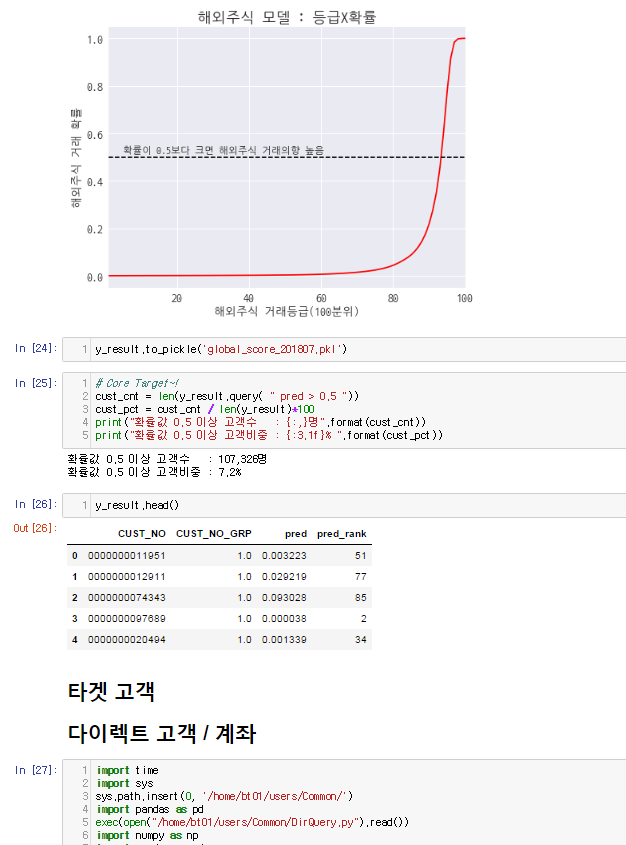 해외주식 모델 : 등급X확률
1.0
0.8
0.6
확률이 0.5보다 크면 해외주식 거래의향 높음
0.4
0.2
0.0
해외주식 거래 확률
20 40 60 80 100
해외주식 거래등급(100분위)
In [24]:
1 y_result.to_pickle('global_score_201807.pkl')
In [25]:
1 # Core Target~!
2 cust_cnt = len(y_result.query( " pred > 0.5 "))
3 cust_pct = cust_cnt / len(y_result)*100
4 print("확률값 0.5 이상 고객수   : {:,}명".format(cust_cnt))
5 print("확률값 0.5 이상 고객비중 : {:3.1f}% ".format(cust_pct))
확률값 0.5 이상 고객수   : 107,326명
확률값 0.5 이상 고객비중 : 7.2%
In [26]:
1 y_result.head()
Out[26]:
CUST_NO CUST_NO_GRP pred pred_rank
0 0000000011951 1.0 0.003223 51
1 0000000012911 1.0 0.029219 77
2 0000000074343 1.0 0.093028 85
3 0000000097689 1.0 0.000038 2
4 0000000020494 1.0 0.001339 34
타겟 고객
다이렉트 고객 / 계좌
In [27]:
1 import time
2 import sys
3 sys.path.insert(0, '/home/bt01/users/Common/')
4 import pandas as pd
5 exec(open("/home/bt01/users/Common/DirQuery.py").read())
6 import numpy as np